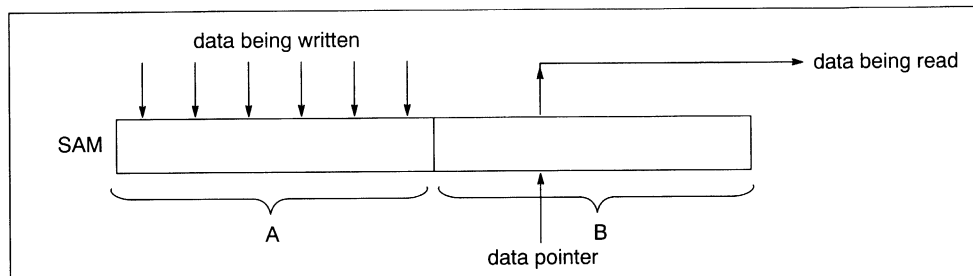 data being written
data being read
SAM
A
B
data pointer